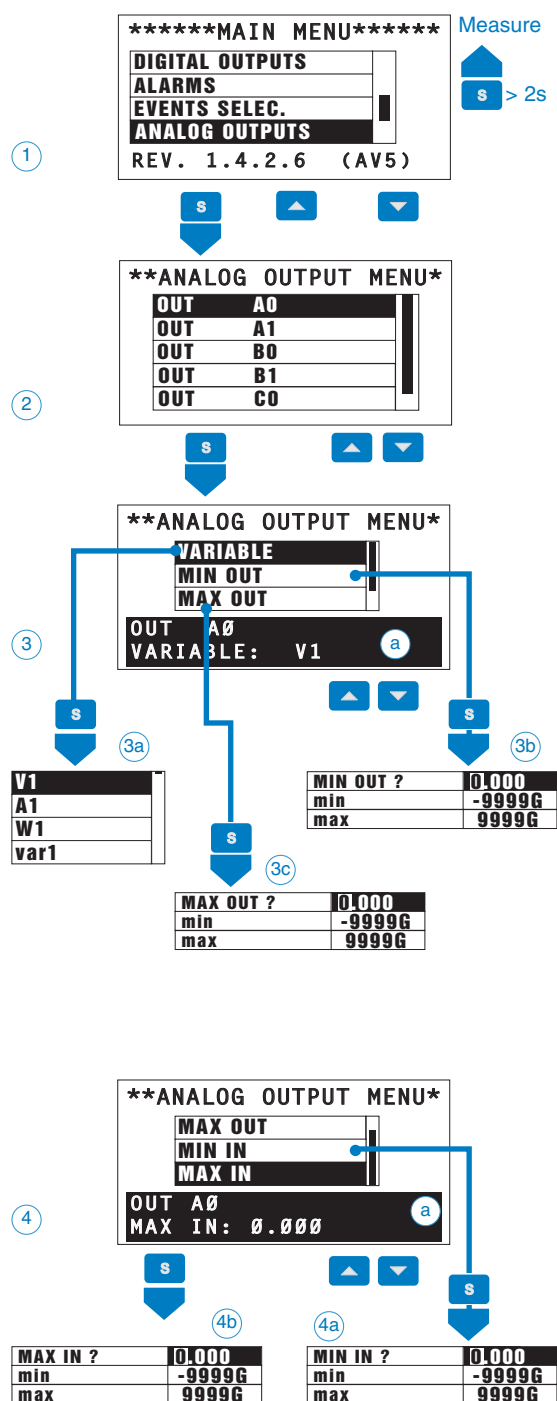 ******MAIN MENU******
Measure
DIGITAL OUTPUTS
ALARMS
EVENTS SELEC.
ANALOG OUTPUTS
S > 2s
1
REV. 1.4.2.6 (AV5)
S
**ANALOG OUTPUT MENU*
OUT A0
OUT A1
OUT B0
OUT B1
OUT C0
2
S
**ANALOG OUTPUT MENU*
VARIABLE
MIN OUT
MAX OUT
3
OUT AØ
VARIABLE: V1
a
S
3a
S
3b
V1
A1
W1
var1
MIN OUT ? 0.000
min -9999G
max 9999G
S
3c
MAX OUT ? 0.000
min -9999G
max 9999G
**ANALOG OUTPUT MENU*
MAX OUT
MIN IN
MAX IN
4
OUT AØ
MAX IN: Ø.ØØØ
a
S
S
4b
4a
MAX IN ? 0.000
min -9999G
max 9999G
MIN IN ? 0.000
min -9999G
max 9999G